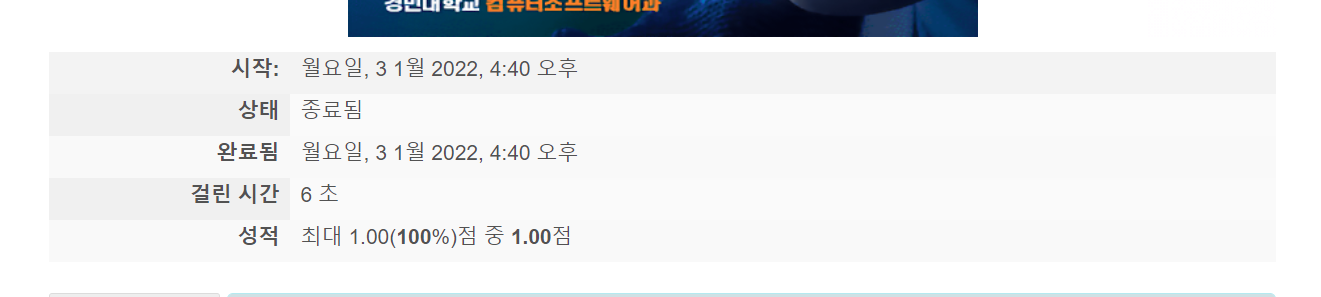 경민대학교 컴퓨터소프트웨어과
시작: 월요일, 3 1월 2022, 4:40 오후
상태 종료됨
완료됨 월요일, 3 1월 2022, 4:40 오후
걸린 시간 6 초
성적 최대 1.00(100%)점 중 1.00점